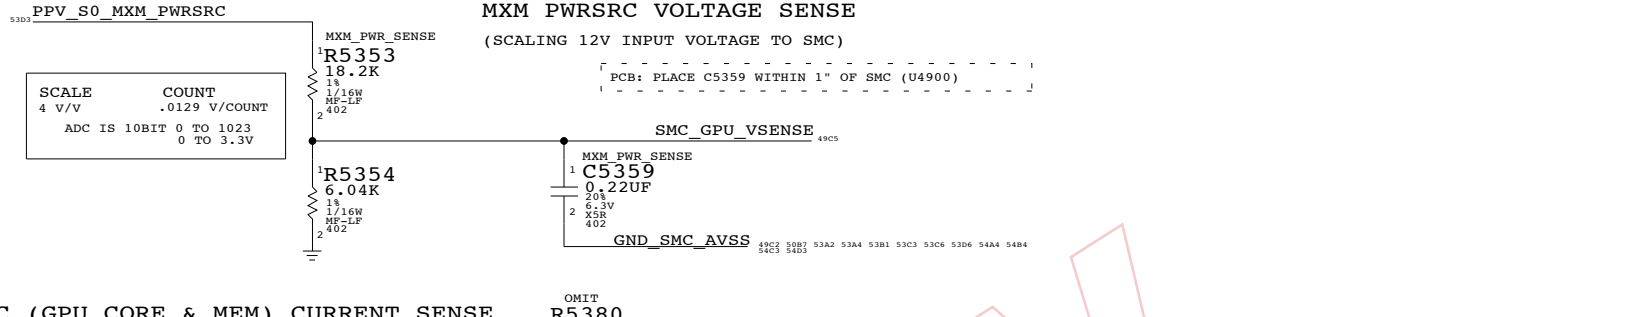 PPV_S0_MXM_PWRSRC
53D3
MXM PWRSRC VOLTAGE SENSE
(SCALING 12V INPUT VOLTAGE TO SMC)
PCB: PLACE C5359 WITHIN 1" OF SMC (U4900)
MXM_PWR_SENSE
1
R5353
18.2K
1%
1/16W
MF-LF
402
2
SCALE COUNT
4 V/V .0129 V/COUNT
ADC IS 10BIT 0 TO 1023
0 TO 3.3V
SMC_GPU_VSENSE
49C5
1
R5354
6.04K
1%
1/16W
MF-LF
402
2
MXM_PWR_SENSE
1
C5359
0.22UF
20%
6.3V
X5R
402
2
GND_SMC_AVSS
49C2 50B7 53A2 53A4 53B1 53C3 53C6 53D6 54A4 54B4
54C3 54D3
C (GPU CORE & MEM) CURRENT SENSE
OMIT
R5380